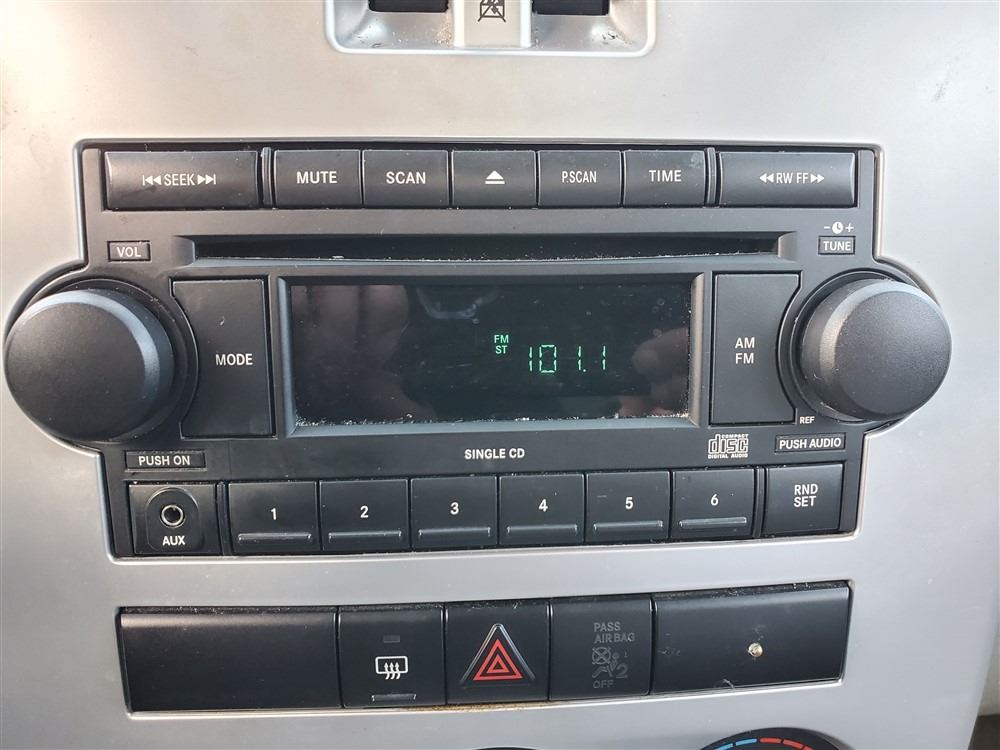 SEEK
MUTE
SCAN
P.SCAN
TIME
RW FF
VOL
- +
TUNE
MODE
FM
ST
101.1
AM
FM
REF
PUSH ON
SINGLE CD
COMPACT
disc
DIGITAL AUDIO
PUSH AUDIO
AUX
1
2
3
4
5
6
RND
SET
PASS
AIR BAG
2
OFF